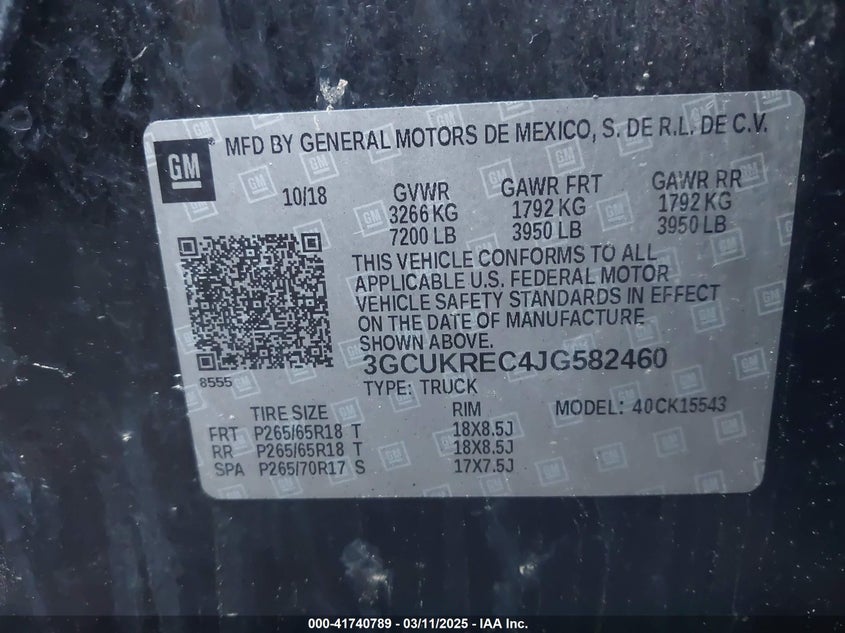 MFD BY GENERAL MOTORS DE MEXICO, S. DE R.L. DE C.V.
GM
10/18 GVWR GAWR FRT GAWR RR
3266 KG 1792 KG 1792 KG
7200 LB 3950 LB 3950 LB
THIS VEHICLE CONFORMS TO ALL
APPLICABLE U.S. FEDERAL MOTOR
VEHICLE SAFETY STANDARDS IN EFFECT
ON THE DATE OF MANUFACTURE
SHOWN ABOVE.
3GCUKREC4JG582460
8555
TYPE: TRUCK
TIRE SIZE RIM MODEL: 40CK15543
FRT P265/65R18 T 18X8.5J
RR P265/65R18 T 18X8.5J
SPA P265/70R17 S 17X7.5J
000-41740789 - 03/11/2025 - IAA Inc.